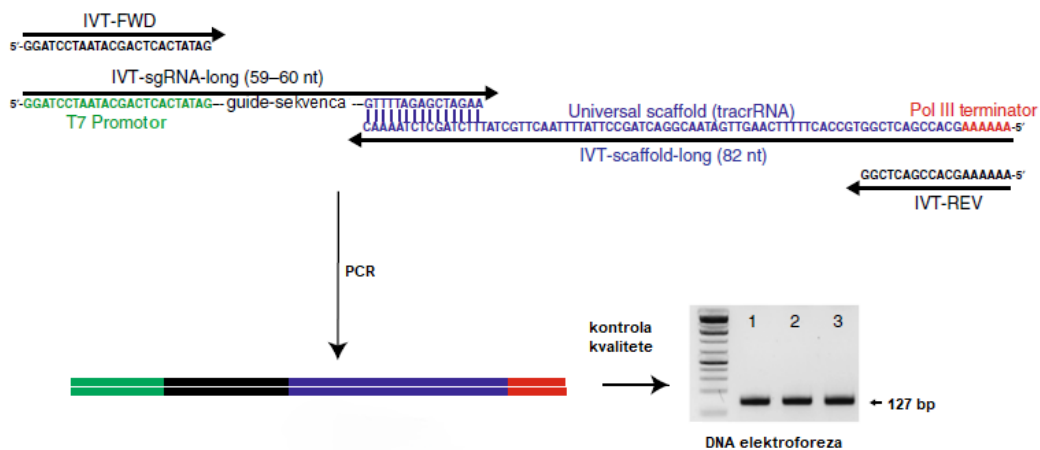 IVT-FWD
5'-GGATCCTAATACGACTCACTATAG
IVT-sgRNA-long (59–60 nt)
5'-GGATCCTAATACGACTCACTATAG-- guide-sekvenca --GTTTTAGAGCTAGAA
T7 Promotor
Universal scaffold (tracrRNA)
Pol III terminator
CAAAATCTCGATCTTTATCGTTCAATTTTATTCCGATCAGGCAATAGTTGAACTTTTTCACCGTGGCTCAGCCACGAAAAAA-5'
IVT-scaffold-long (82 nt)
GGCTCAGCCACGAAAAAA-5'
IVT-REV
PCR
kontrola
kvalitete
1 2 3
127 bp
DNA elektroforeza